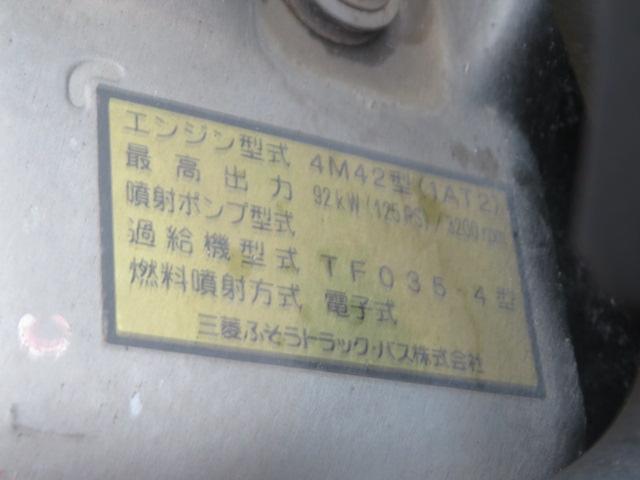 エンジン型式 4M42型(1AT2)
最高出力 92kW(125PS)/3200rpm
噴射ポンプ型式
過給機型式 TF035-4型
燃料噴射方式 電子式
三菱ふそうトラック・バス株式会社